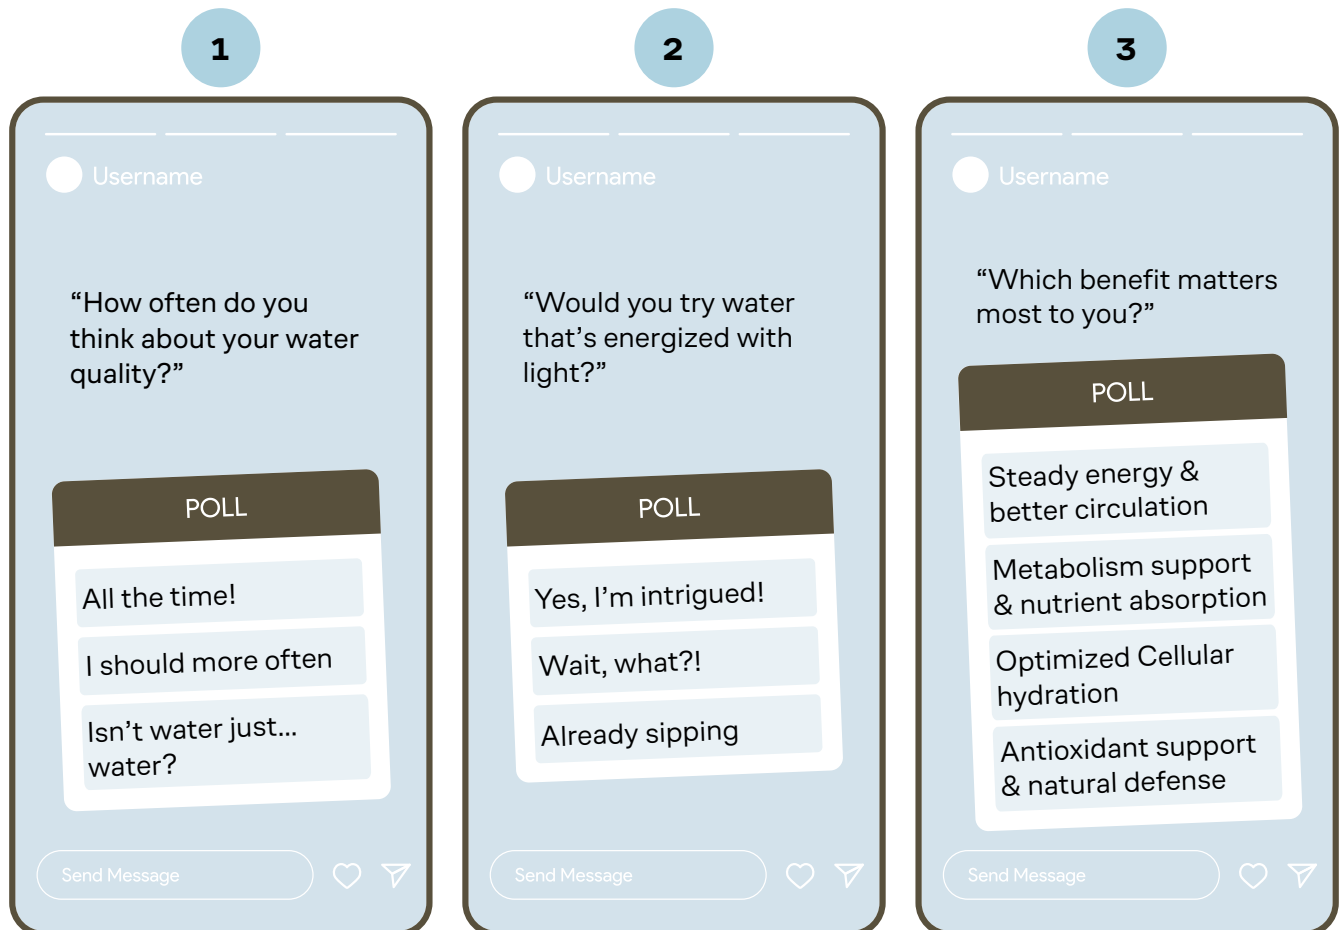 1
Username
“How often do you
think about your water
quality?”
POLL
All the time!
I should more often
Isn’t water just...
water?
Send Message
2
Username
“Would you try water
that’s energized with
light?”
POLL
Yes, I’m intrigued!
Wait, what?!
Already sipping
Send Message
3
Username
“Which benefit matters
most to you?”
POLL
Steady energy &
better circulation
Metabolism support
& nutrient absorption
Optimized Cellular
hydration
Antioxidant support
& natural defense
Send Message